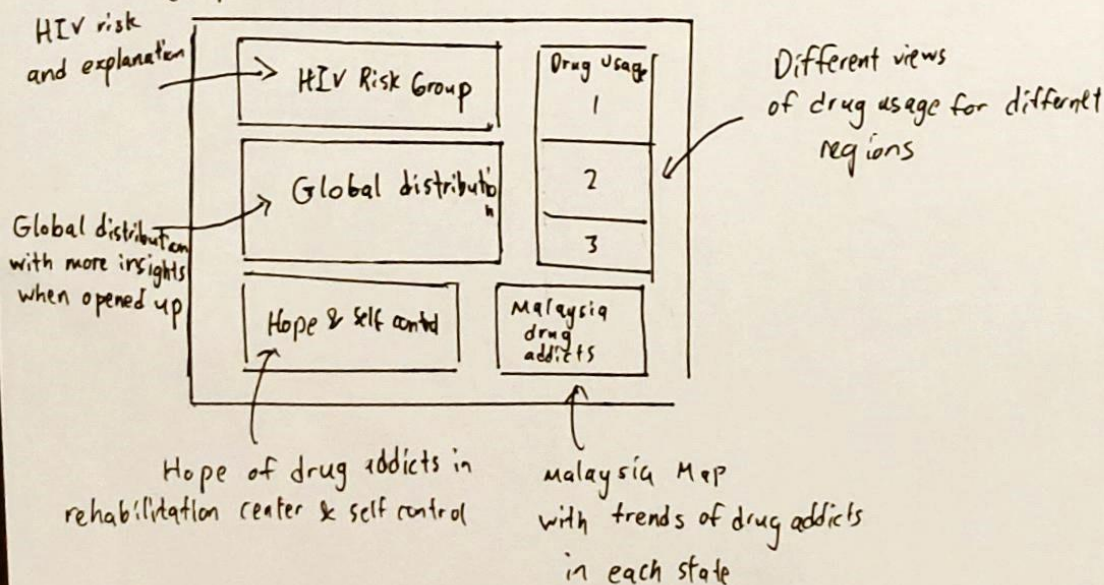 HIV risk
and explanation
HIV Risk Group
Drug Usage
1
2
3
Different views
of drug usage for differnet
regions
Global distribution
Global distribution
with more insights
when opened up
Hope & self control
Malaysia
drug
addicts
Hope of drug addicts in
rehabilitation center & self control
Malaysia Map
with trends of drug addicts
in each state